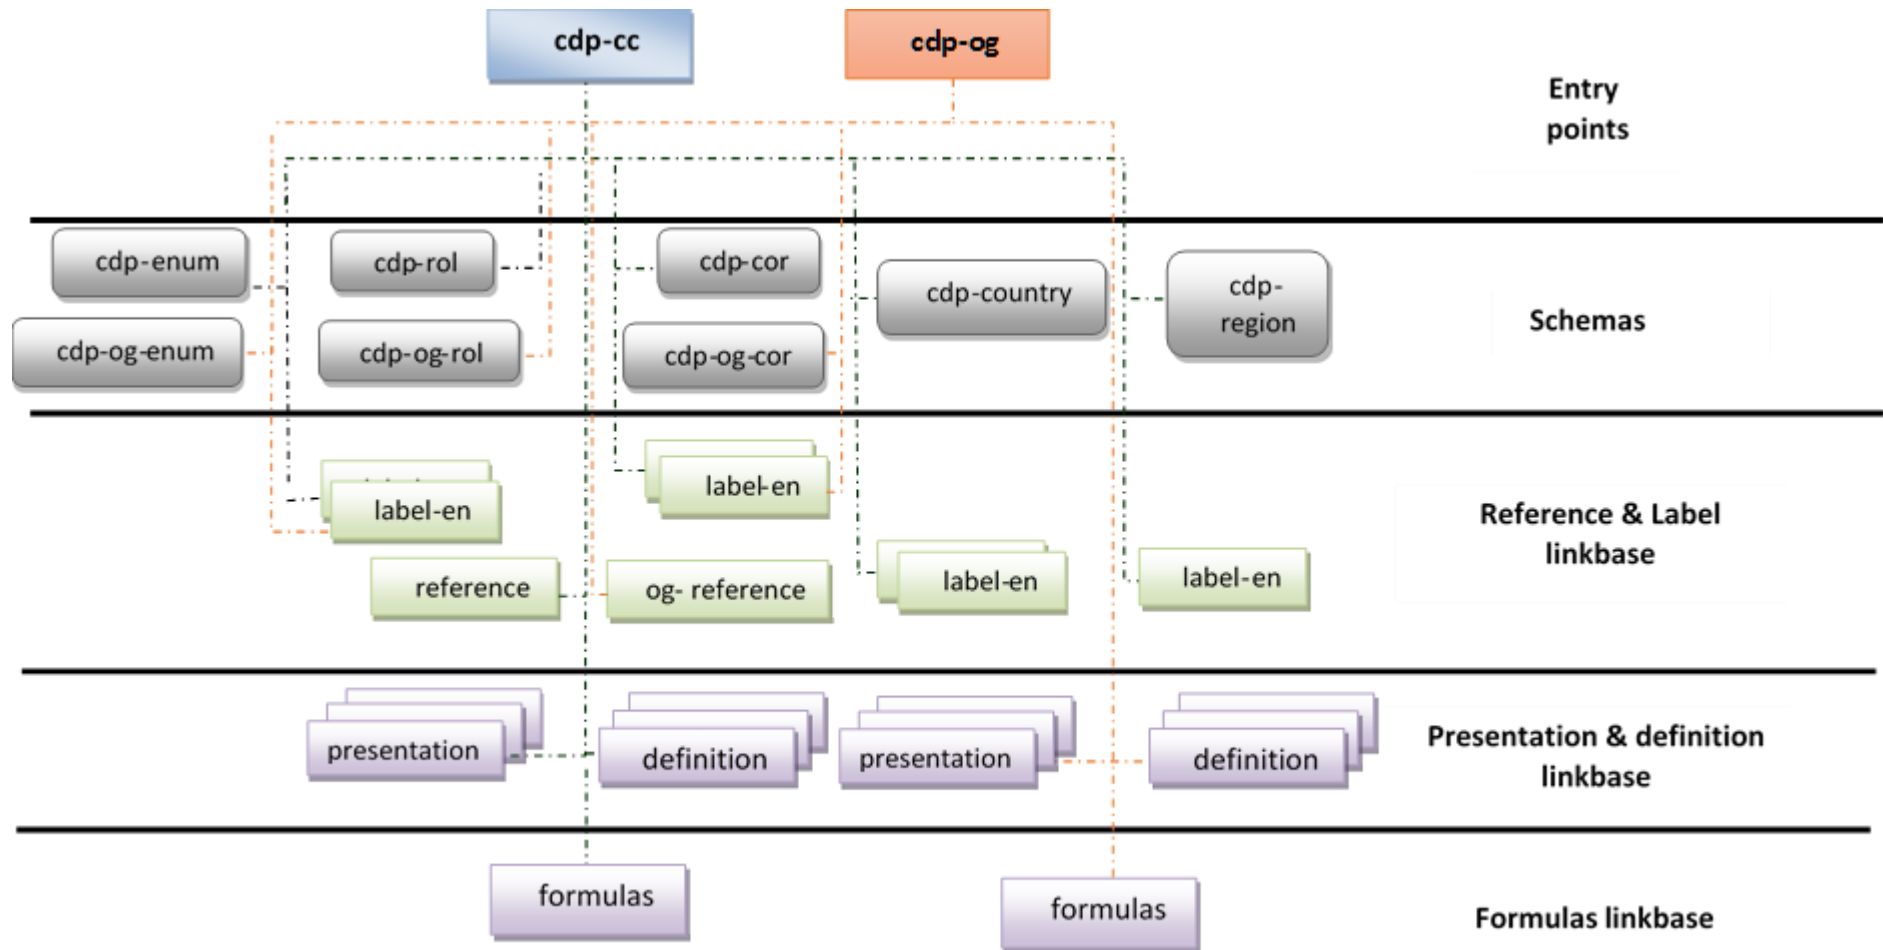 cdp-cc
cdp-og
Entry
points
cdp-enum
cdp-rol
cdp-cor
cdp-country
cdp-
region
Schemas
cdp-og-enum
cdp-og-rol
cdp-og-cor
label-en
label-en
Reference & Label
linkbase
reference
og- reference
label-en
label-en
presentation
definition
presentation
definition
Presentation & definition
linkbase
formulas
formulas
Formulas linkbase